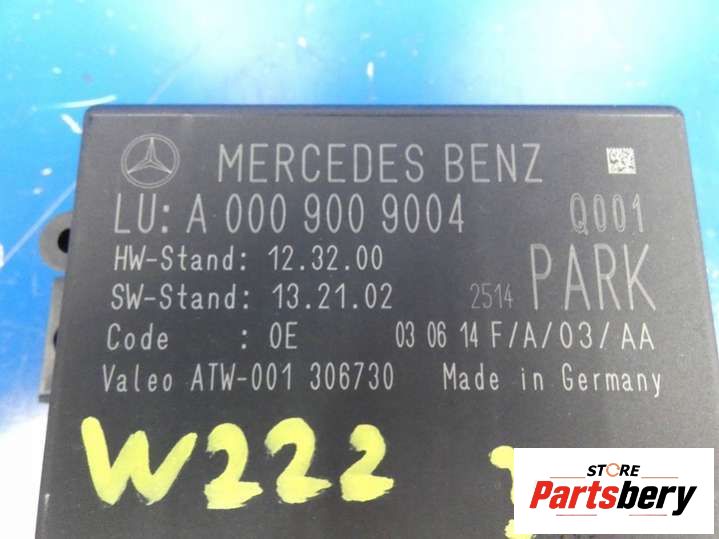 MERCEDES BENZ
LU: A 000 900 9004 Q001
HW-Stand: 12.32.00
SW-Stand: 13.21.02 2514 PARK
Code : 0E 03 06 14 F/A/03/AA
Valeo ATW-001 306730 Made in Germany
W222
STORE
Partsbery